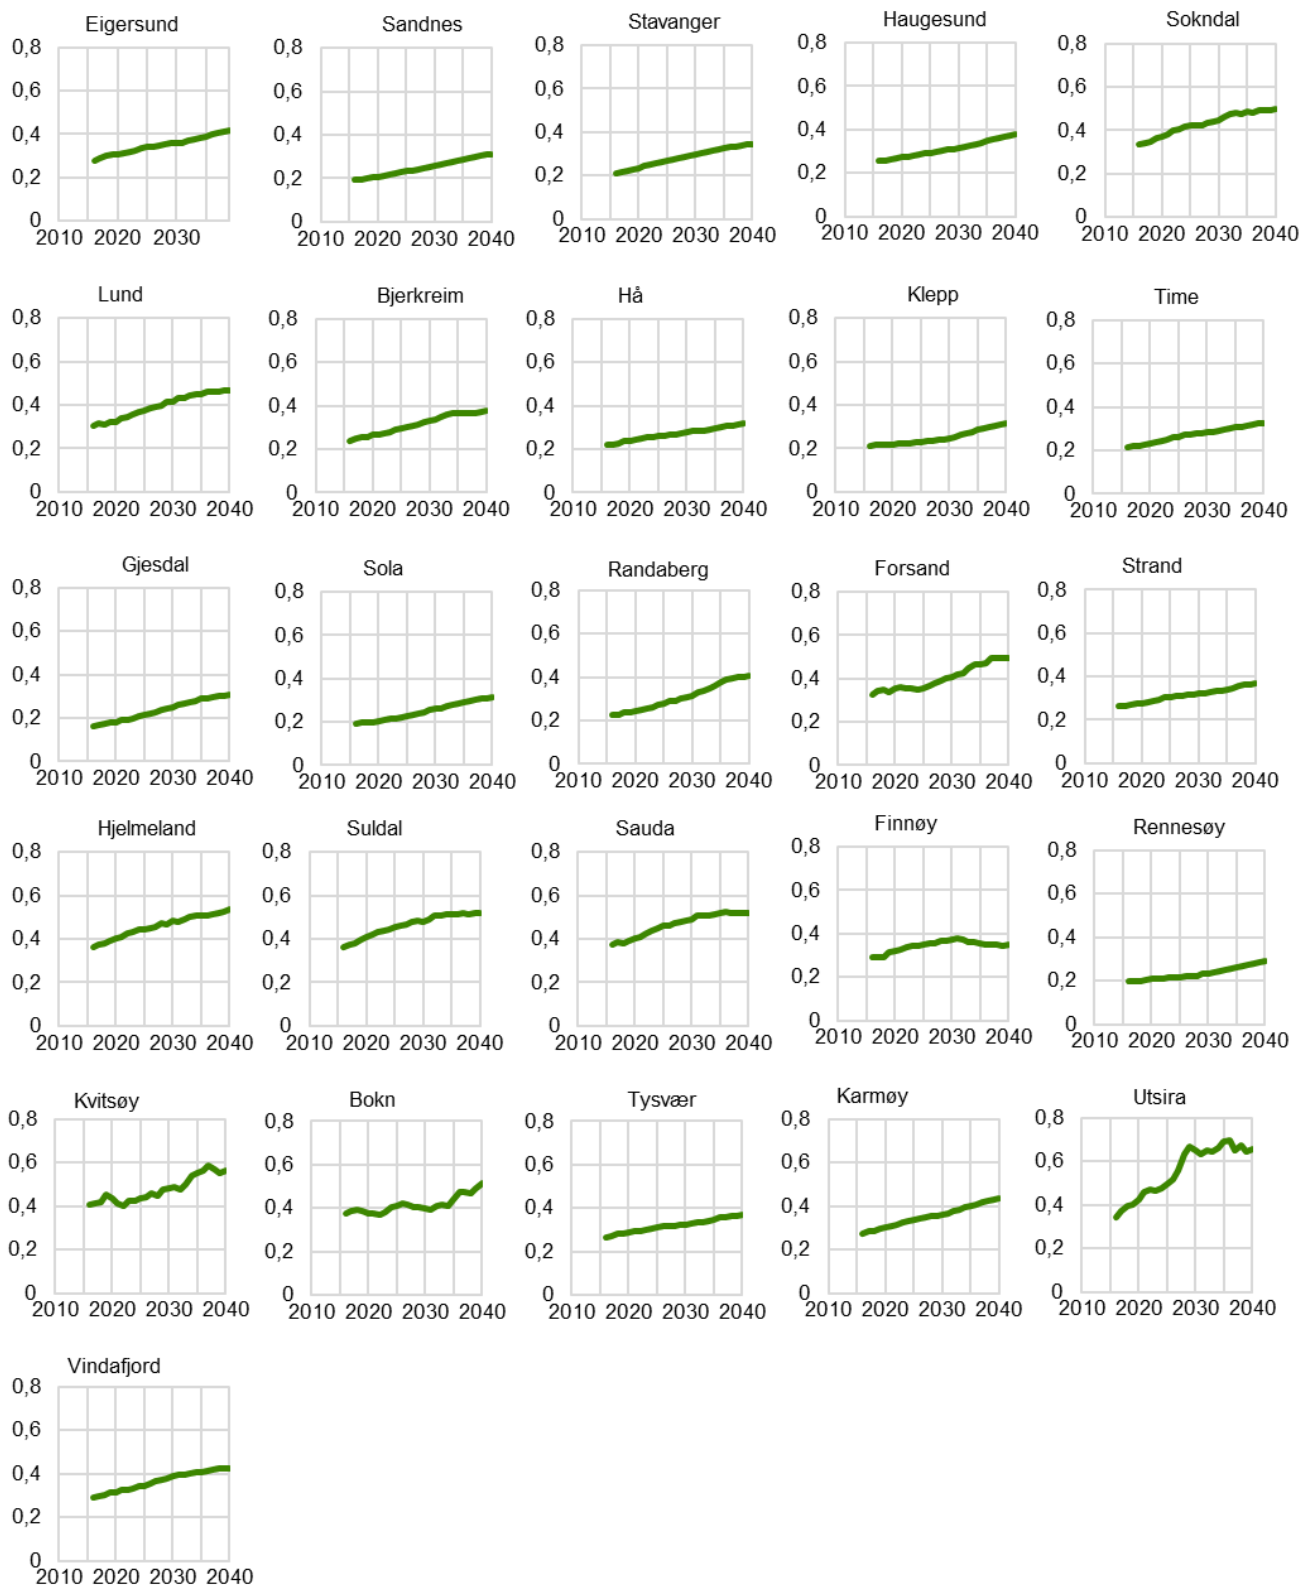 Eigersund
0,8
0,6
0,4
0,2
0
2010 2020 2030
Sandnes
0,8
0,6
0,4
0,2
0
2010 2020 2030 2040
Stavanger
0,8
0,6
0,4
0,2
0
2010 2020 2030 2040
Haugesund
0,8
0,6
0,4
0,2
0
2010 2020 2030 2040
Sokndal
0,8
0,6
0,4
0,2
0
2010 2020 2030 2040
Lund
0,8
0,6
0,4
0,2
0
2010 2020 2030 2040
Bjerkreim
0,8
0,6
0,4
0,2
0
2010 2020 2030 2040
Hå
0,8
0,6
0,4
0,2
0
2010 2020 2030 2040
Klepp
0,8
0,6
0,4
0,2
0
2010 2020 2030 2040
Time
0,8
0,6
0,4
0,2
0
2010 2020 2030 2040
Gjesdal
0,8
0,6
0,4
0,2
0
2010 2020 2030 2040
Sola
0,8
0,6
0,4
0,2
0
2010 2020 2030 2040
Randaberg
0,8
0,6
0,4
0,2
0
2010 2020 2030 2040
Forsand
0,8
0,6
0,4
0,2
0
2010 2020 2030 2040
Strand
0,8
0,6
0,4
0,2
0
2010 2020 2030 2040
Hjelmeland
0,8
0,6
0,4
0,2
0
2010 2020 2030 2040
Suldal
0,8
0,6
0,4
0,2
0
2010 2020 2030 2040
Sauda
0,8
0,6
0,4
0,2
0
2010 2020 2030 2040
Finnøy
0,8
0,6
0,4
0,2
0
2010 2020 2030 2040
Rennesøy
0,8
0,6
0,4
0,2
0
2010 2020 2030 2040
Kvitsøy
0,8
0,6
0,4
0,2
0
2010 2020 2030 2040
Bokn
0,8
0,6
0,4
0,2
0
2010 2020 2030 2040
Tysvær
0,8
0,6
0,4
0,2
0
2010 2020 2030 2040
Karmøy
0,8
0,6
0,4
0,2
0
2010 2020 2030 2040
Utsira
0,8
0,6
0,4
0,2
0
2010 2020 2030 2040
Vindafjord
0,8
0,6
0,4
0,2
0
2010 2020 2030 2040